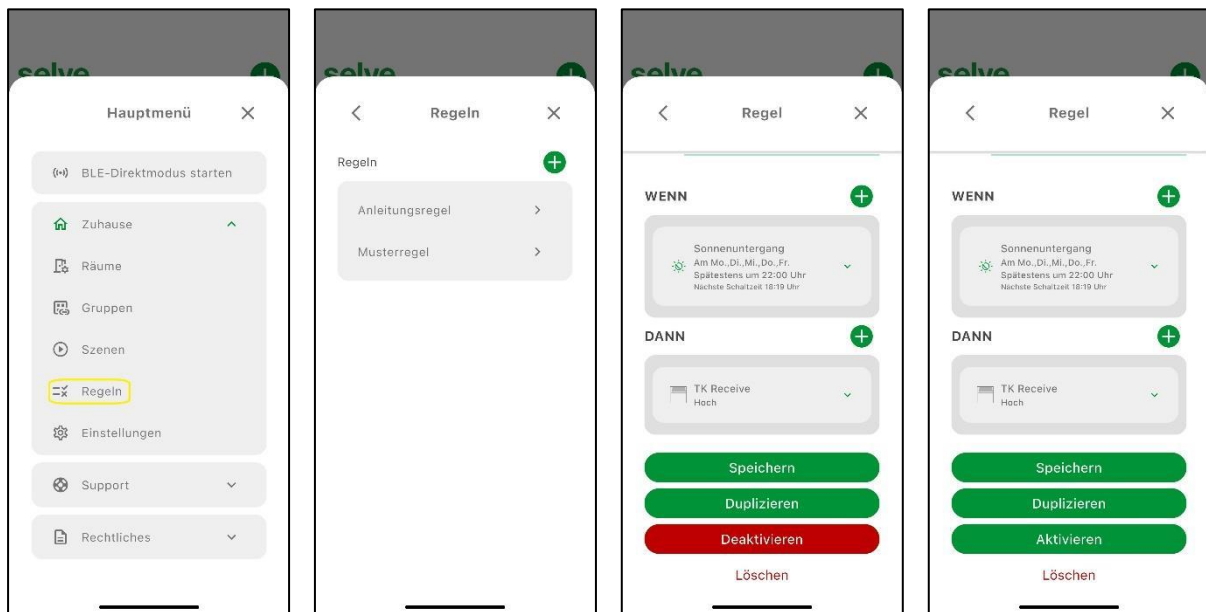 selve
Hauptmenü
BLE-Direktmodus starten
Zuhause
Räume
Gruppen
Szenen
Regeln
Einstellungen
Support
Rechtliches
selve
Regeln
Regeln
Anleitungsregel
Musterregel
selve
Regel
WENN
Sonnenuntergang
Am Mo.,Di.,Mi.,Do.,Fr.
Spätestens um 22:00 Uhr
Nächste Schaltzeit 18:19 Uhr
DANN
TK Receive
Hoch
Speichern
Duplizieren
Deaktivieren
Löschen
selve
Regel
WENN
Sonnenuntergang
Am Mo.,Di.,Mi.,Do.,Fr.
Spätestens um 22:00 Uhr
Nächste Schaltzeit 18:19 Uhr
DANN
TK Receive
Hoch
Speichern
Duplizieren
Aktivieren
Löschen